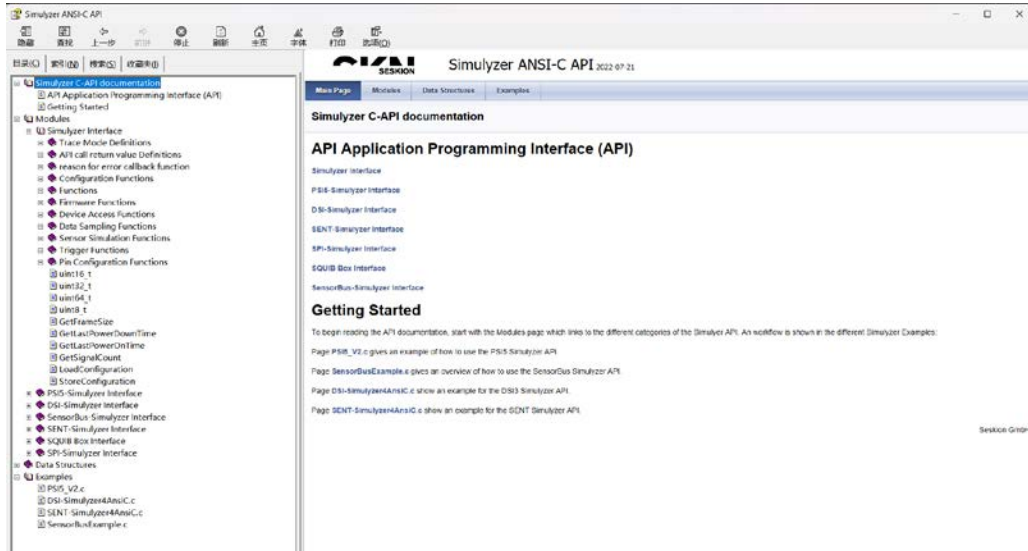 Simulyzer ANSI-C API
隐藏 查找 上一步 前进 停止 刷新 主页 字体 打印 选项(O)
目录(C) 索引(N) 搜索(S) 收藏夹(I)
Simulyzer C-API documentation
API Application Programming Interface (API)
Getting Started
Modules
Simulyzer Interface
Trace Mode Definitions
API call return value Definitions
reason for error callback function
Configuration Functions
Functions
Firmware Functions
Device Access Functions
Data Sampling Functions
Sensor Simulation Functions
Trigger Functions
Pin Configuration Functions
uint16_t
uint32_t
uint64_t
uint8_t
GetFrameSize
GetLastPowerDownTime
GetLastPowerOnTime
GetSignalCount
LoadConfiguration
StoreConfiguration
PSI5-Simulyzer Interface
DSI-Simulyzer Interface
SensorBus-Simulyzer Interface
SENT-Simulyzer Interface
SQUIB Box Interface
SPI-Simulyzer Interface
Data Structures
Examples
PSI5_V2.c
DSI-Simulyzer4AnsiC.c
SENT-Simulyzer4AnsiC.c
SensorBusExample.c
SESKION
Simulyzer ANSI-C API 2022-07-21
Main Page Modules Data Structures Examples
Simulyzer C-API documentation
API Application Programming Interface (API)
Simulyzer Interface
PSI5-Simulyzer Interface
DSI-Simulyzer Interface
SENT-Simulyzer Interface
SPI-Simulyzer Interface
SQUIB Box Interface
SensorBus-Simulyzer Interface
Getting Started
To begin reading the API documentation, start with the Modules page which links to the different categories of the Simulyer API. An workflow is shown in the different Simulyzer Examples:
Page PSI5_V2.c gives an example of how to use the PSI5 Simulyzer API.
Page SensorBusExample.c gives an overview of how to use the SensorBus Simulyzer API.
Page DSI-Simulyzer4AnsiC.c show an example for the DSI3 Simulyzer API.
Page SENT-Simulyzer4AnsiC.c show an example for the SENT Simulyzer API.
Seskion GmbH